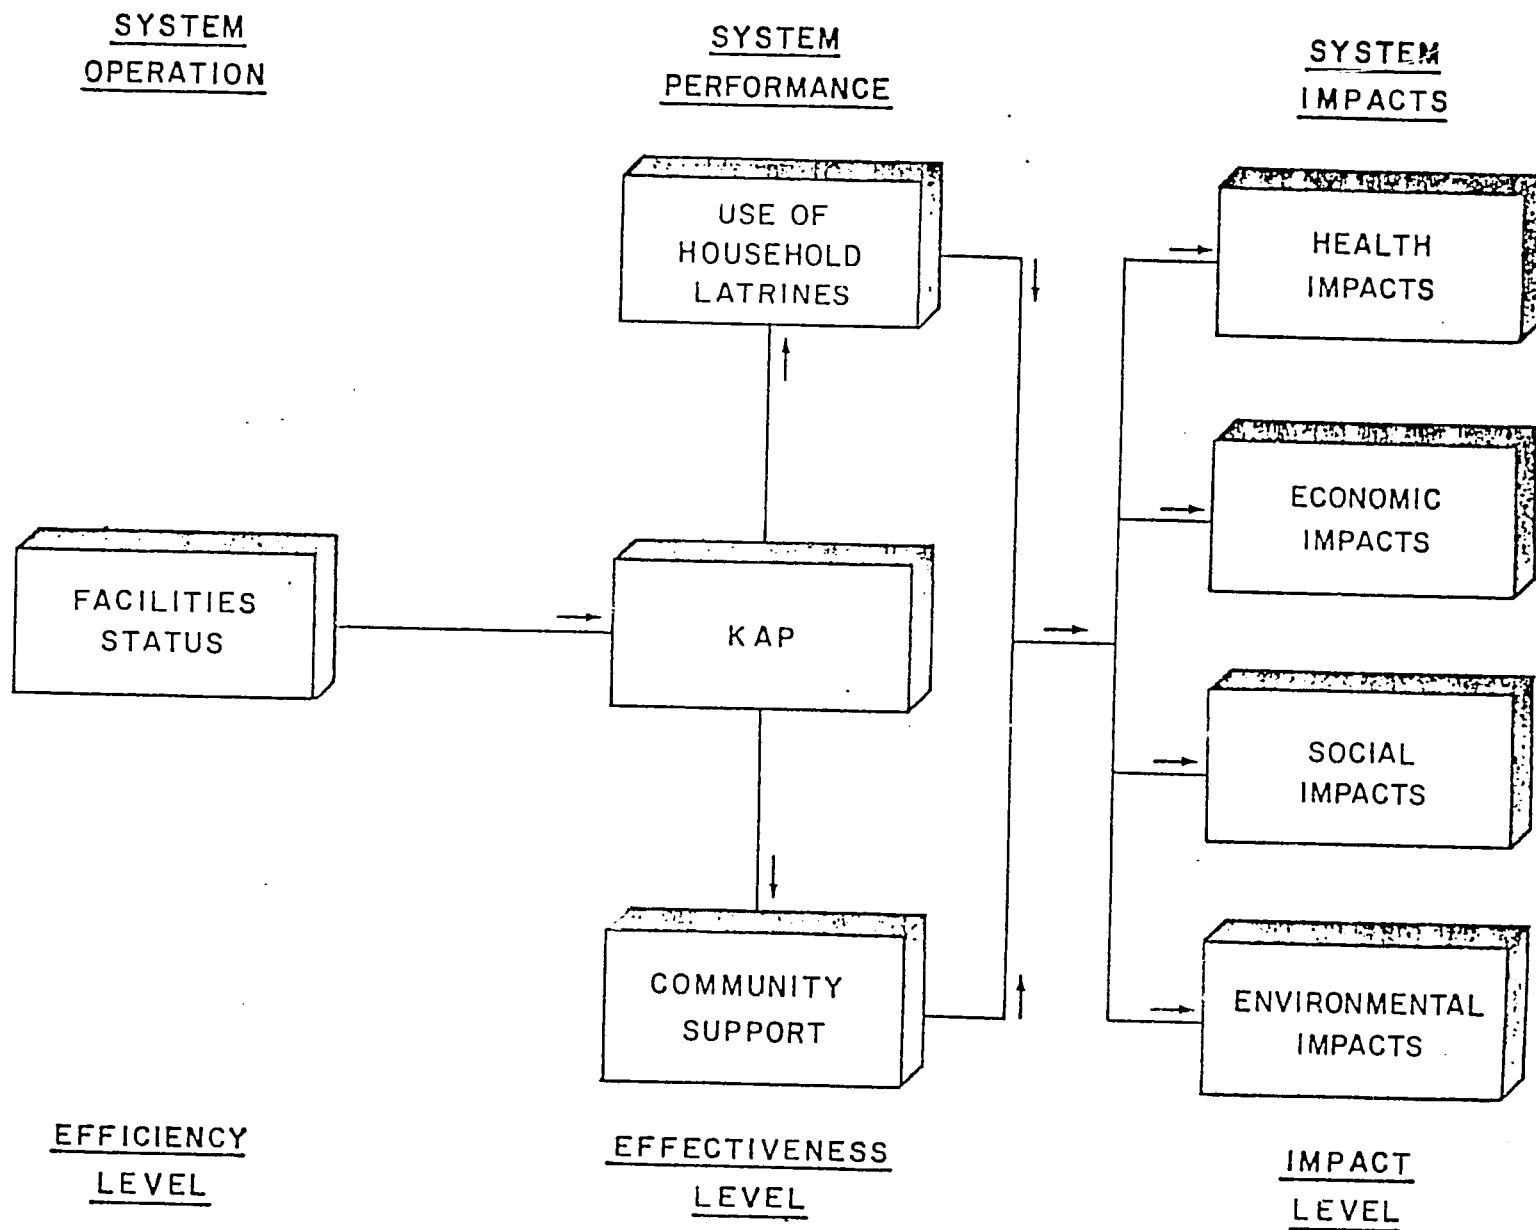 SYSTEM
OPERATION
SYSTEM
PERFORMANCE
SYSTEM
IMPACTS
USE OF
HOUSEHOLD
LATRINES
HEALTH
IMPACTS
ECONOMIC
IMPACTS
FACILITIES
STATUS
KAP
SOCIAL
IMPACTS
COMMUNITY
SUPPORT
ENVIRONMENTAL
IMPACTS
EFFICIENCY
LEVEL
EFFECTIVENESS
LEVEL
IMPACT
LEVEL